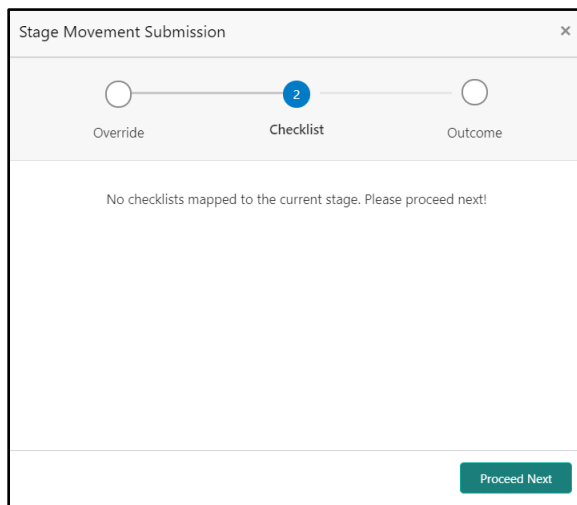 Stage Movement Submission
×
2
Override
Checklist
Outcome
No checklists mapped to the current stage. Please proceed next!
Proceed Next